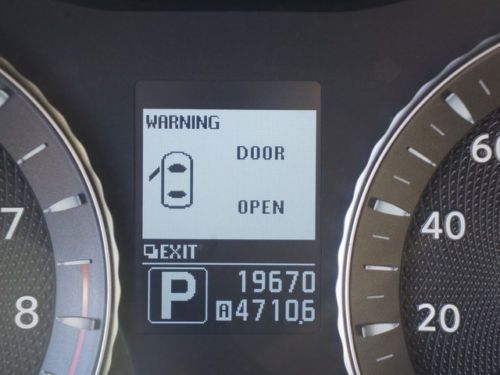 WARNING
DOOR
OPEN
EXIT
P
19670
A 4710.6
7
8
60
40
20